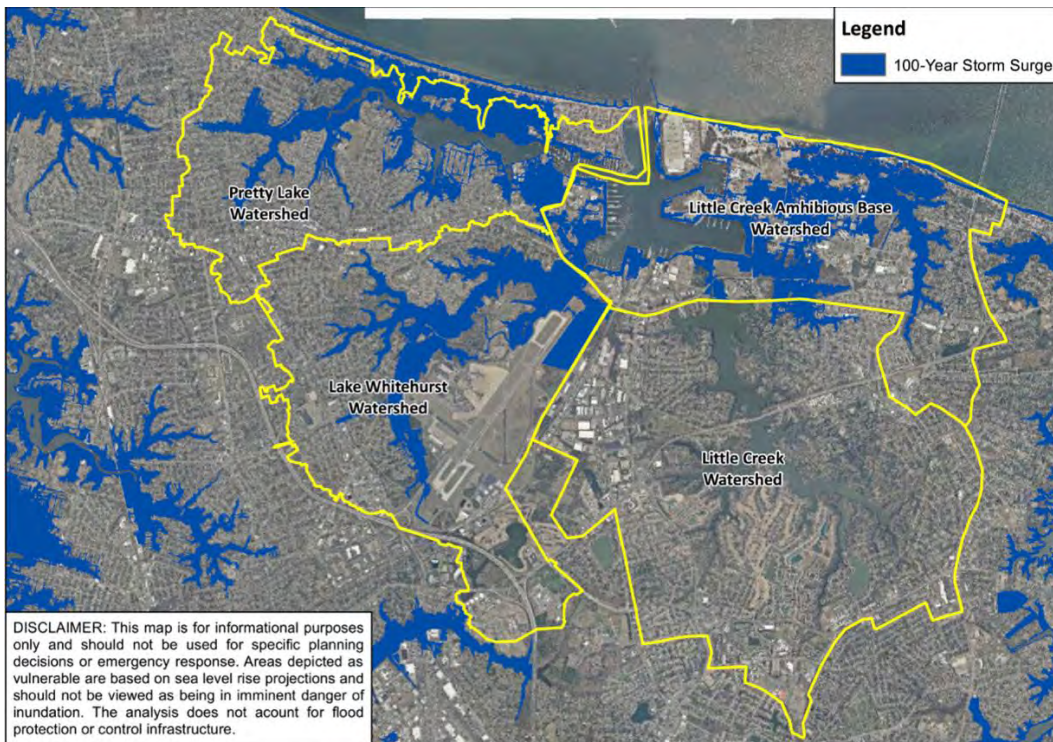 Legend
100-Year Storm Surge
Pretty Lake
Watershed
Little Creek Amhibious Base
Watershed
Lake Whitehurst
Watershed
Little Creek
Watershed
DISCLAIMER: This map is for informational purposes
only and should not be used for specific planning
decisions or emergency response. Areas depicted as
vulnerable are based on sea level rise projections and
should not be viewed as being in imminent danger of
inundation. The analysis does not acount for flood
protection or control infrastructure.